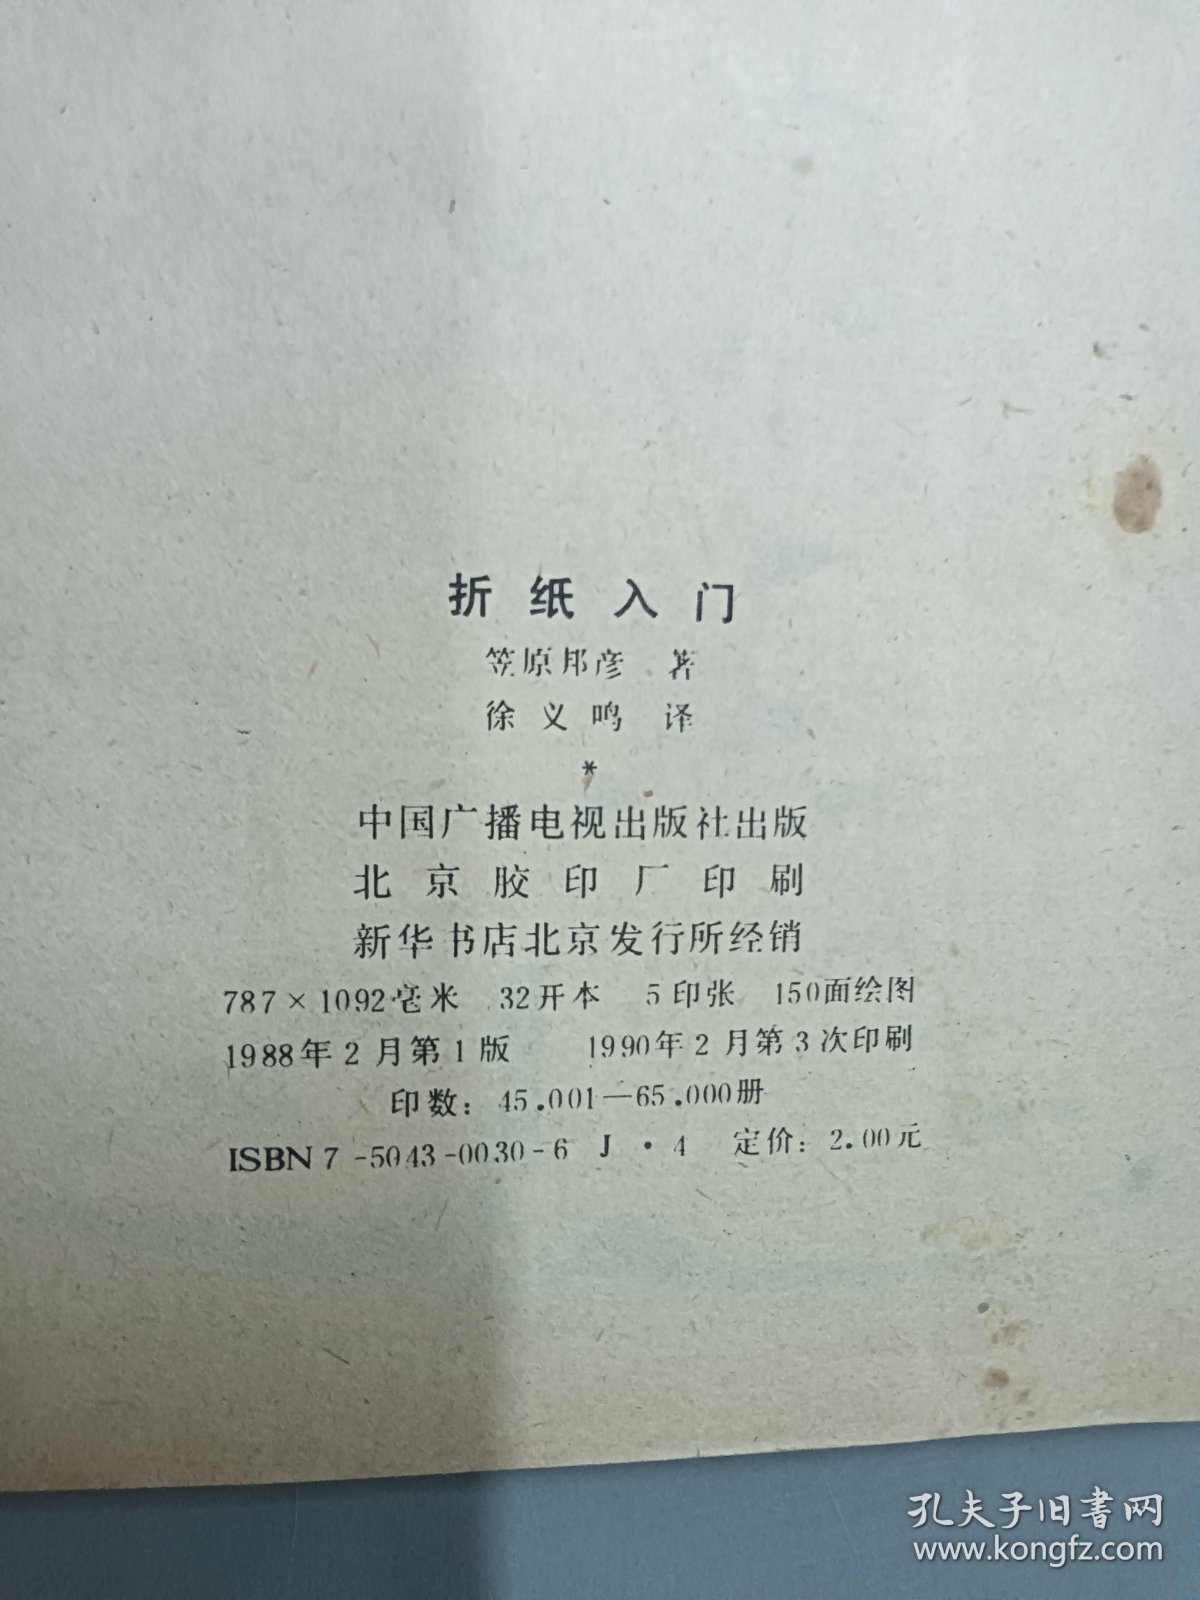 折纸入门
笠原邦彦 著
徐义鸣 译
*
中国广播电视出版社出版
北京胶印厂印刷
新华书店北京发行所经销
787×1092毫米 32开本 5印张 150面绘图
1988年2月第1版 1990年2月第3次印刷
印数：45.001—65.000册
ISBN7-5043-0030-6 J·4 定价：2.00元
孔夫子旧书网
www.kongfz.com